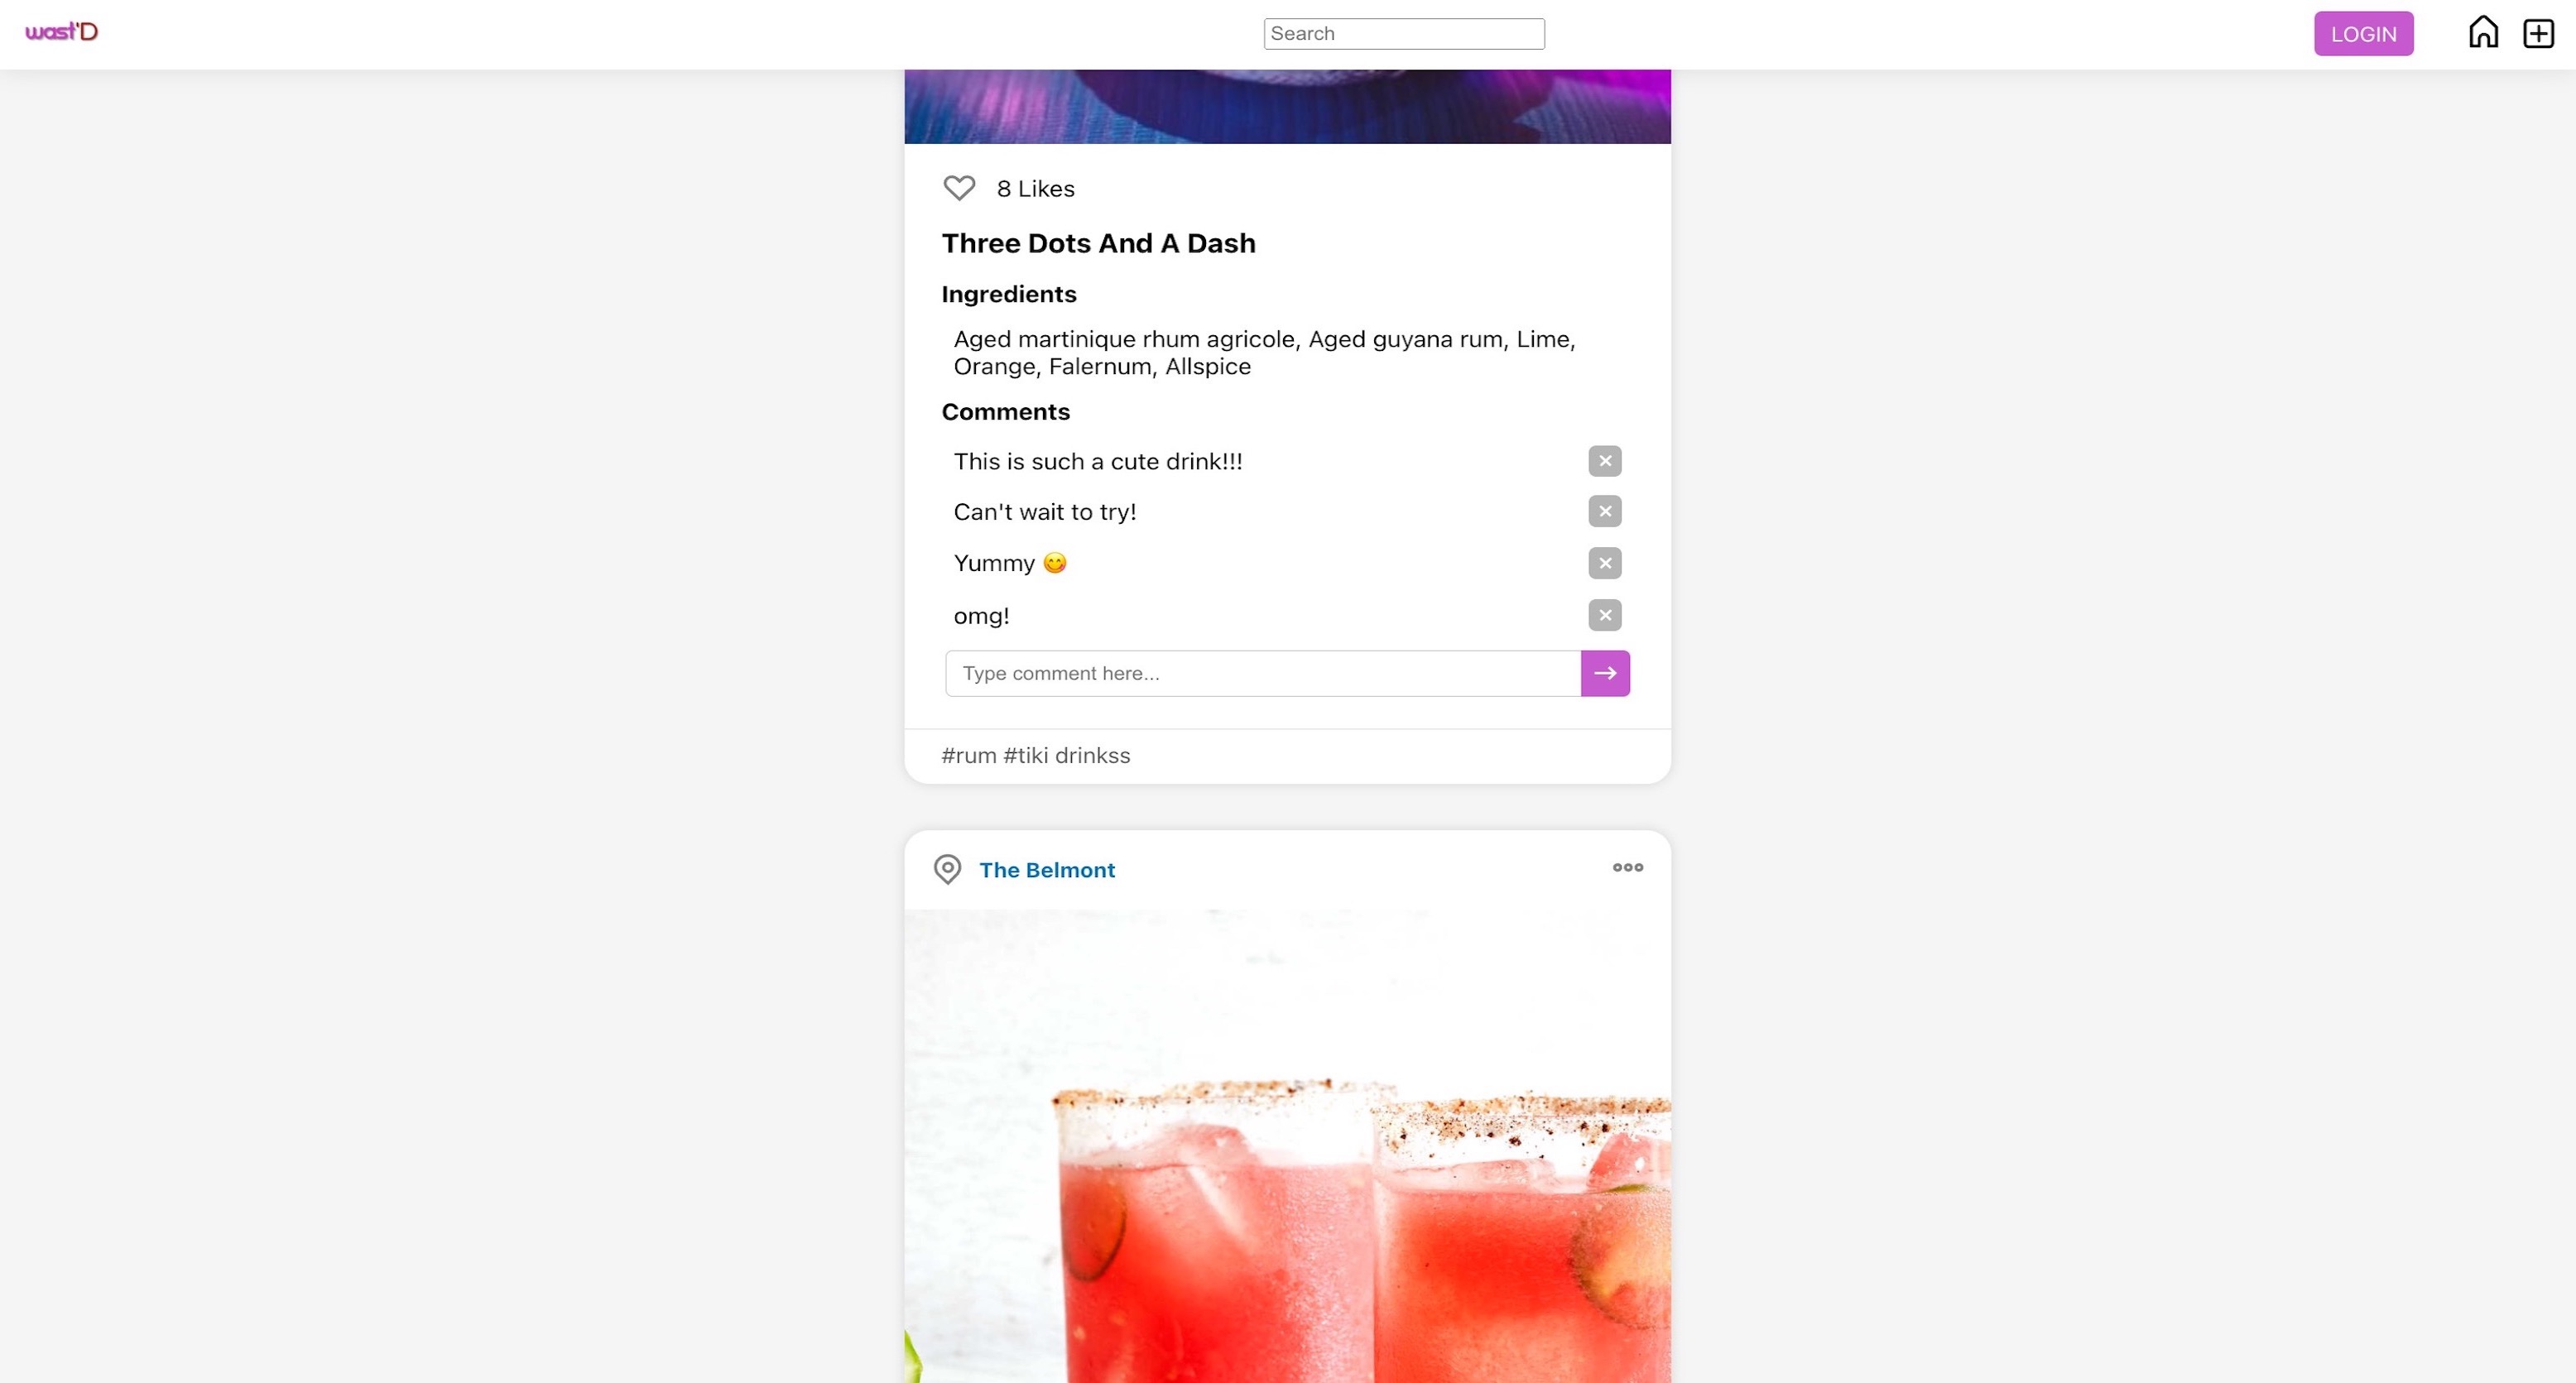 wast'D
Search
LOGIN
8 Likes
Three Dots And A Dash
Ingredients
Aged martinique rhum agricole, Aged guyana rum, Lime,
Orange, Falernum, Allspice
Comments
This is such a cute drink!!!
Can't wait to try!
Yummy 😋
omg!
Type comment here...
#rum #tiki drinkss
The Belmont